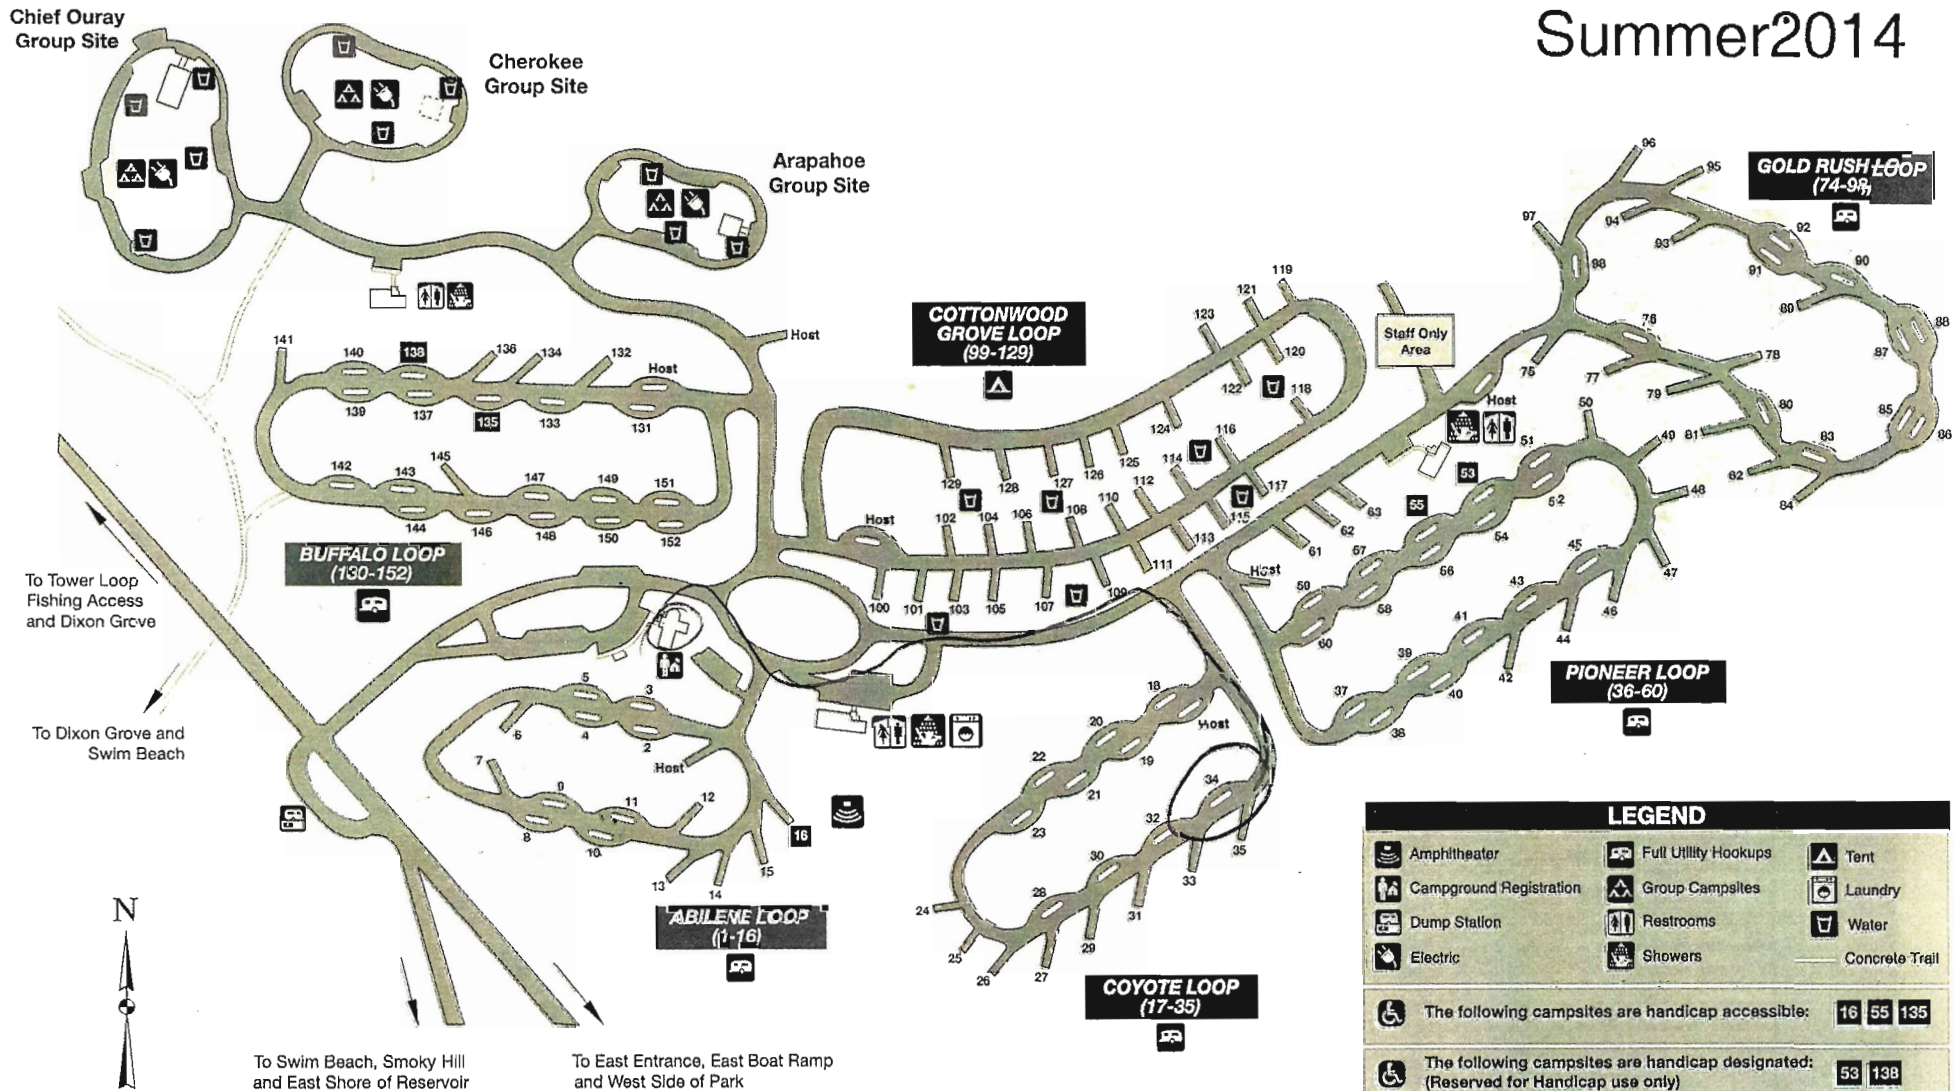 Summer2014
Chief Ouray
Group Site
Cherokee
Group Site
Arapahoe
Group Site
GOLD RUSH LOOP
(74-98)
96
95
97
94
93
92
91
90
98
89
88
87
86
85
76
75
77
78
79
80
81
82
83
84
Staff Only
Area
Host
COTTONWOOD
GROVE LOOP
(99-129)
119
121
123
120
122
118
124
116
125
126
127
128
129
114
117
112
110
115
108
106
104
102
113
111
109
107
105
103
101
100
Host
Host
141
140
138
136
134
132
Host
139
137
135
133
131
142
143
145
147
149
151
144
146
148
150
152
BUFFALO LOOP
(130-152)
50
51
49
53
52
48
55
54
63
62
61
57
56
45
47
Host
59
58
43
46
60
41
44
39
42
37
40
38
PIONEER LOOP
(36-60)
To Tower Loop
Fishing Access
and Dixon Grove
To Dixon Grove and
Swim Beach
5
3
6
4
2
7
Host
9
11
12
8
10
16
13
14
15
ABILENE LOOP
(1-16)
18
20
Host
19
22
21
23
34
32
35
30
33
28
31
24
29
25
26
27
COYOTE LOOP
(17-35)
N
To Swim Beach, Smoky Hill
and East Shore of Reservoir
To East Entrance, East Boat Ramp
and West Side of Park
LEGEND
Amphitheater
Full Utility Hookups
Tent
Campground Registration
Group Campsites
Laundry
Dump Station
Restrooms
Water
Electric
Showers
Concrete Trail
The following campsites are handicap accessible: 16 55 135
The following campsites are handicap designated: 53 138
(Reserved for Handicap use only)